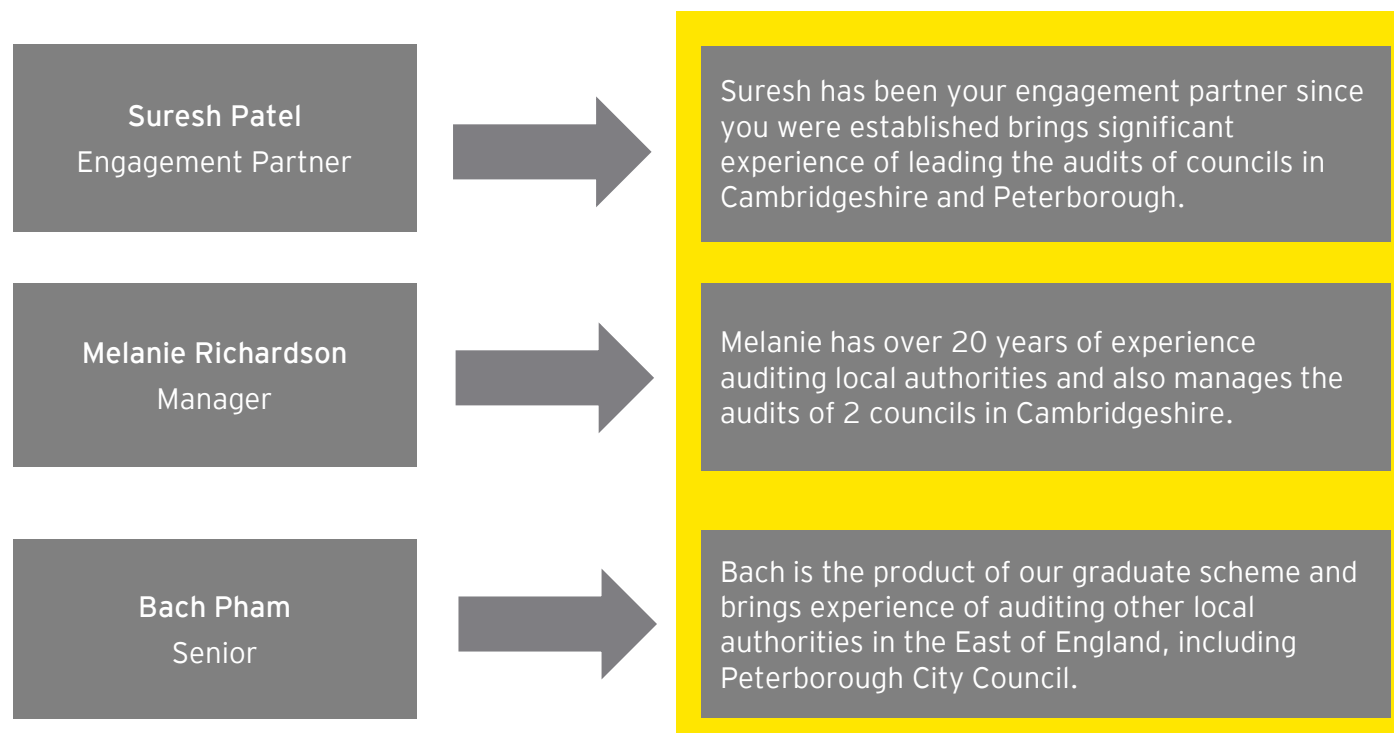 Suresh Patel
Engagement Partner
Suresh has been your engagement partner since
you were established brings significant
experience of leading the audits of councils in
Cambridgeshire and Peterborough.
Melanie Richardson
Manager
Melanie has over 20 years of experience
auditing local authorities and also manages the
audits of 2 councils in Cambridgeshire.
Bach Pham
Senior
Bach is the product of our graduate scheme and
brings experience of auditing other local
authorities in the East of England, including
Peterborough City Council.